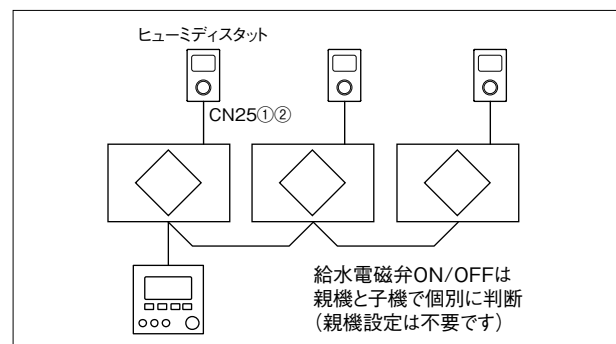 ヒューミディスタット
CN25①②
給水電磁弁ON/OFFは
親機と子機で個別に判断
（親機設定は不要です）